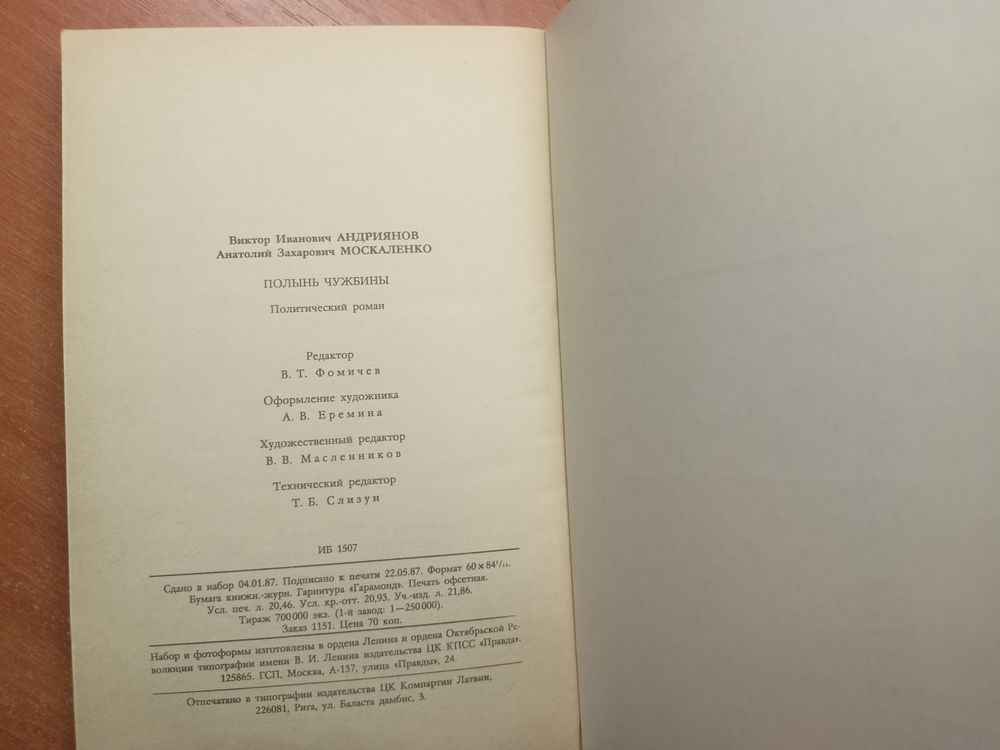 Виктор Иванович АНДРИЯНОВ
Анатолий Захарович МОСКАЛЕНКО
ПОЛЫНЬ ЧУЖБИНЫ
Политический роман
Редактор
В. Т. Фомичев
Оформление художника
А. В. Еремина
Художественный редактор
В. В. Масленников
Технический редактор
Т. Б. Слизун
ИБ 1507
Сдано в набор 04.01.87. Подписано к печати 22.05.87. Формат 60 × 84¹/₁₆.
Бумага книжн.-журн. Гарнитура «Гарамонд». Печать офсетная.
Усл. печ. л. 20,46. Усл. кр.-отт. 20,93. Уч.-изд. л. 21,86.
Тираж 700 000 экз. (1-й завод: 1—250 000).
Заказ 1151. Цена 70 коп.
Набор и фотоформы изготовлены в ордена Ленина и ордена Октябрьской Ре-
волюции типографии имени В. И. Ленина издательства ЦК КПСС «Правда».
125865. ГСП, Москва, А-137, улица «Правды», 24.
Отпечатано в типографии издательства ЦК Компартии Латвии,
226081, Рига, ул. Баласта дамбис, 3.